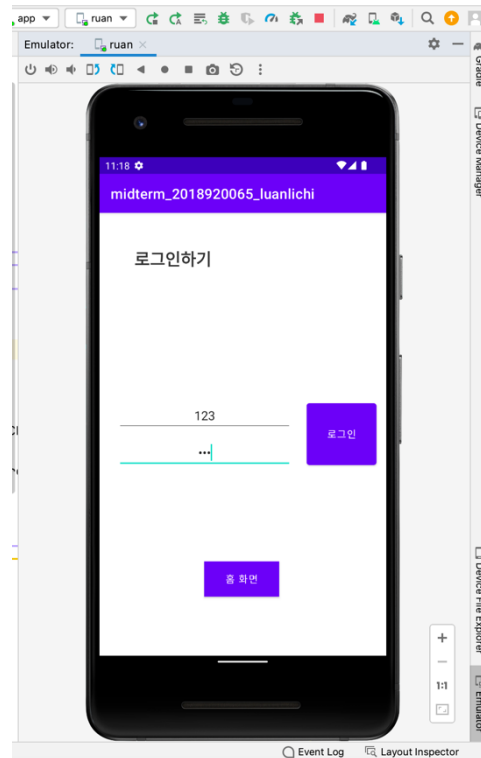 app ruan
Emulator: ruan
Gradle
Device Manager
11:18
midterm_2018920065_luanlichi
로그인하기
123
로그인
•••
홈 화면
Device File Explorer
1:1
Emulator
Event Log Layout Inspector